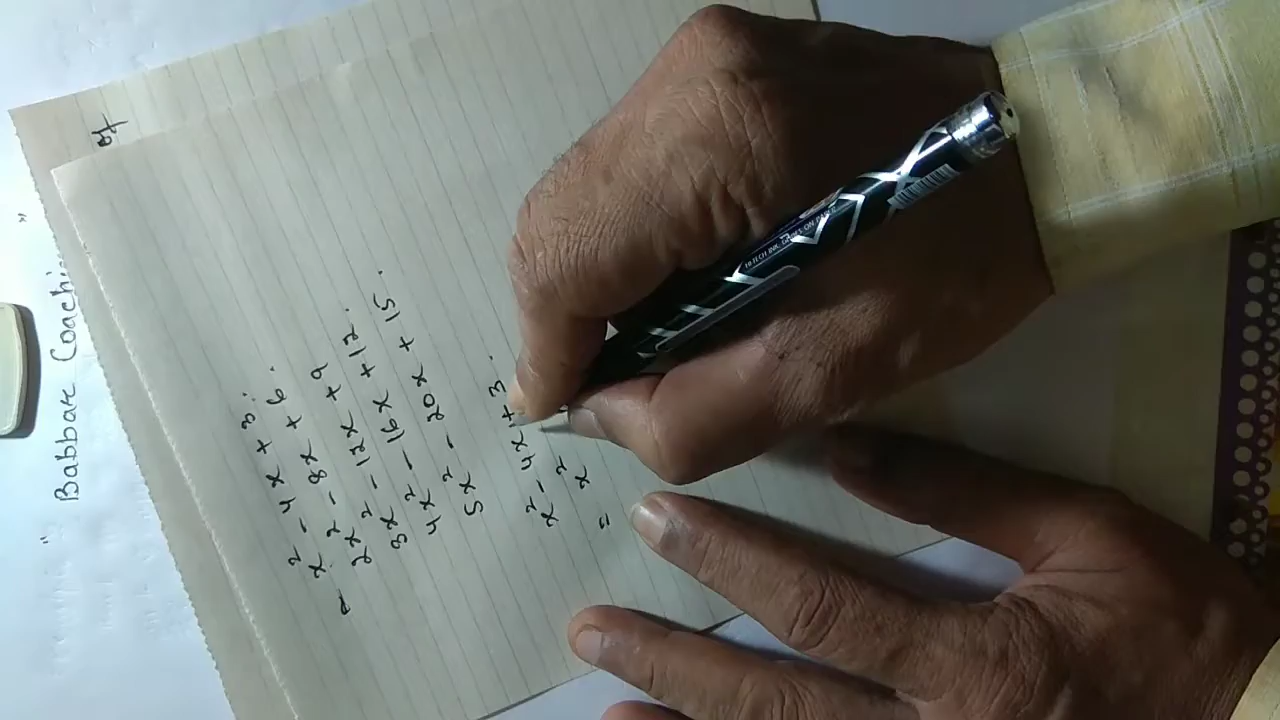 " Babbar Coachi
of
x² - 4x + 3.
2x² - 8x + 6.
3x² - 12x + 9
4x² - 16x + 12.
5x² - 20x + 15.
x² - 4x + 3.
= x²